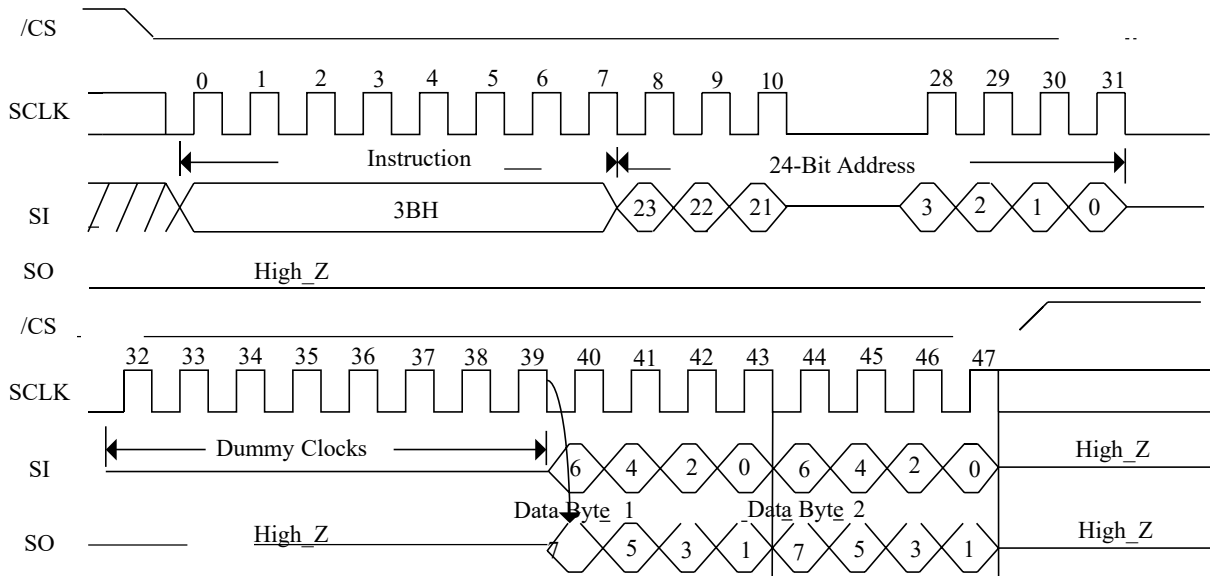 /CS
0 1 2 3 4 5 6 7 8 9 10 28 29 30 31
SCLK
Instruction 24-Bit Address
SI 3BH 23 22 21 3 2 1 0
SO High_Z
/CS
32 33 34 35 36 37 38 39 40 41 42 43 44 45 46 47
SCLK
Dummy Clocks
SI 6 4 2 0 6 4 2 0 High_Z
Data Byte 1 Data Byte 2
SO High_Z 7 5 3 1 7 5 3 1 High_Z